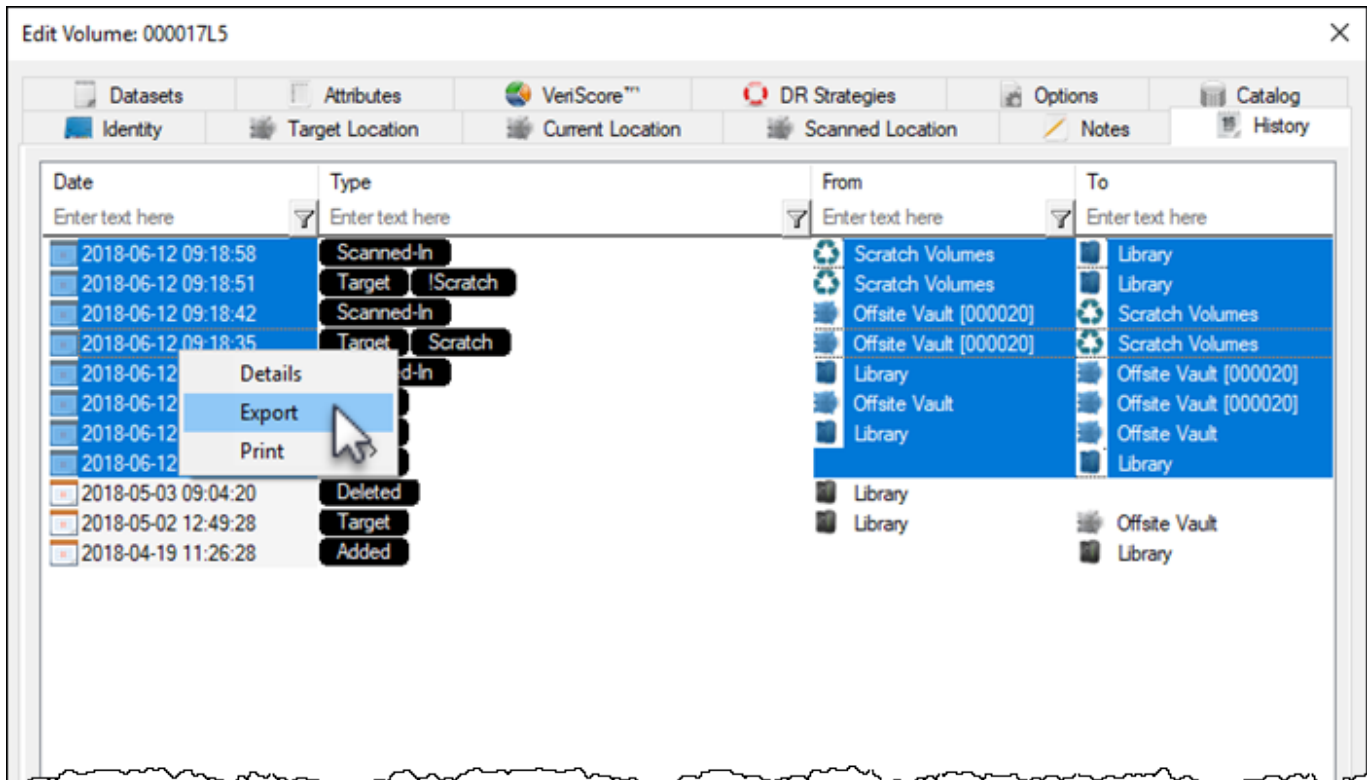 Edit Volume: 000017L5
Datasets Attributes VeriScore™ DR Strategies Options Catalog
Identity Target Location Current Location Scanned Location Notes History
Date Type From To
Enter text here Enter text here Enter text here Enter text here
2018-06-12 09:18:58 Scanned-In Scratch Volumes Library
2018-06-12 09:18:51 Target !Scratch Scratch Volumes Library
2018-06-12 09:18:42 Scanned-In Offsite Vault [000020] Scratch Volumes
2018-06-12 09:18:35 Target Scratch Offsite Vault [000020] Scratch Volumes
2018-06-12 Details d-In Library Offsite Vault [000020]
2018-06-12 Export Offsite Vault Offsite Vault [000020]
2018-06-12 Print Library Offsite Vault
2018-06-12 Library
2018-05-03 09:04:20 Deleted Library
2018-05-02 12:49:28 Target Library Offsite Vault
2018-04-19 11:26:28 Added Library